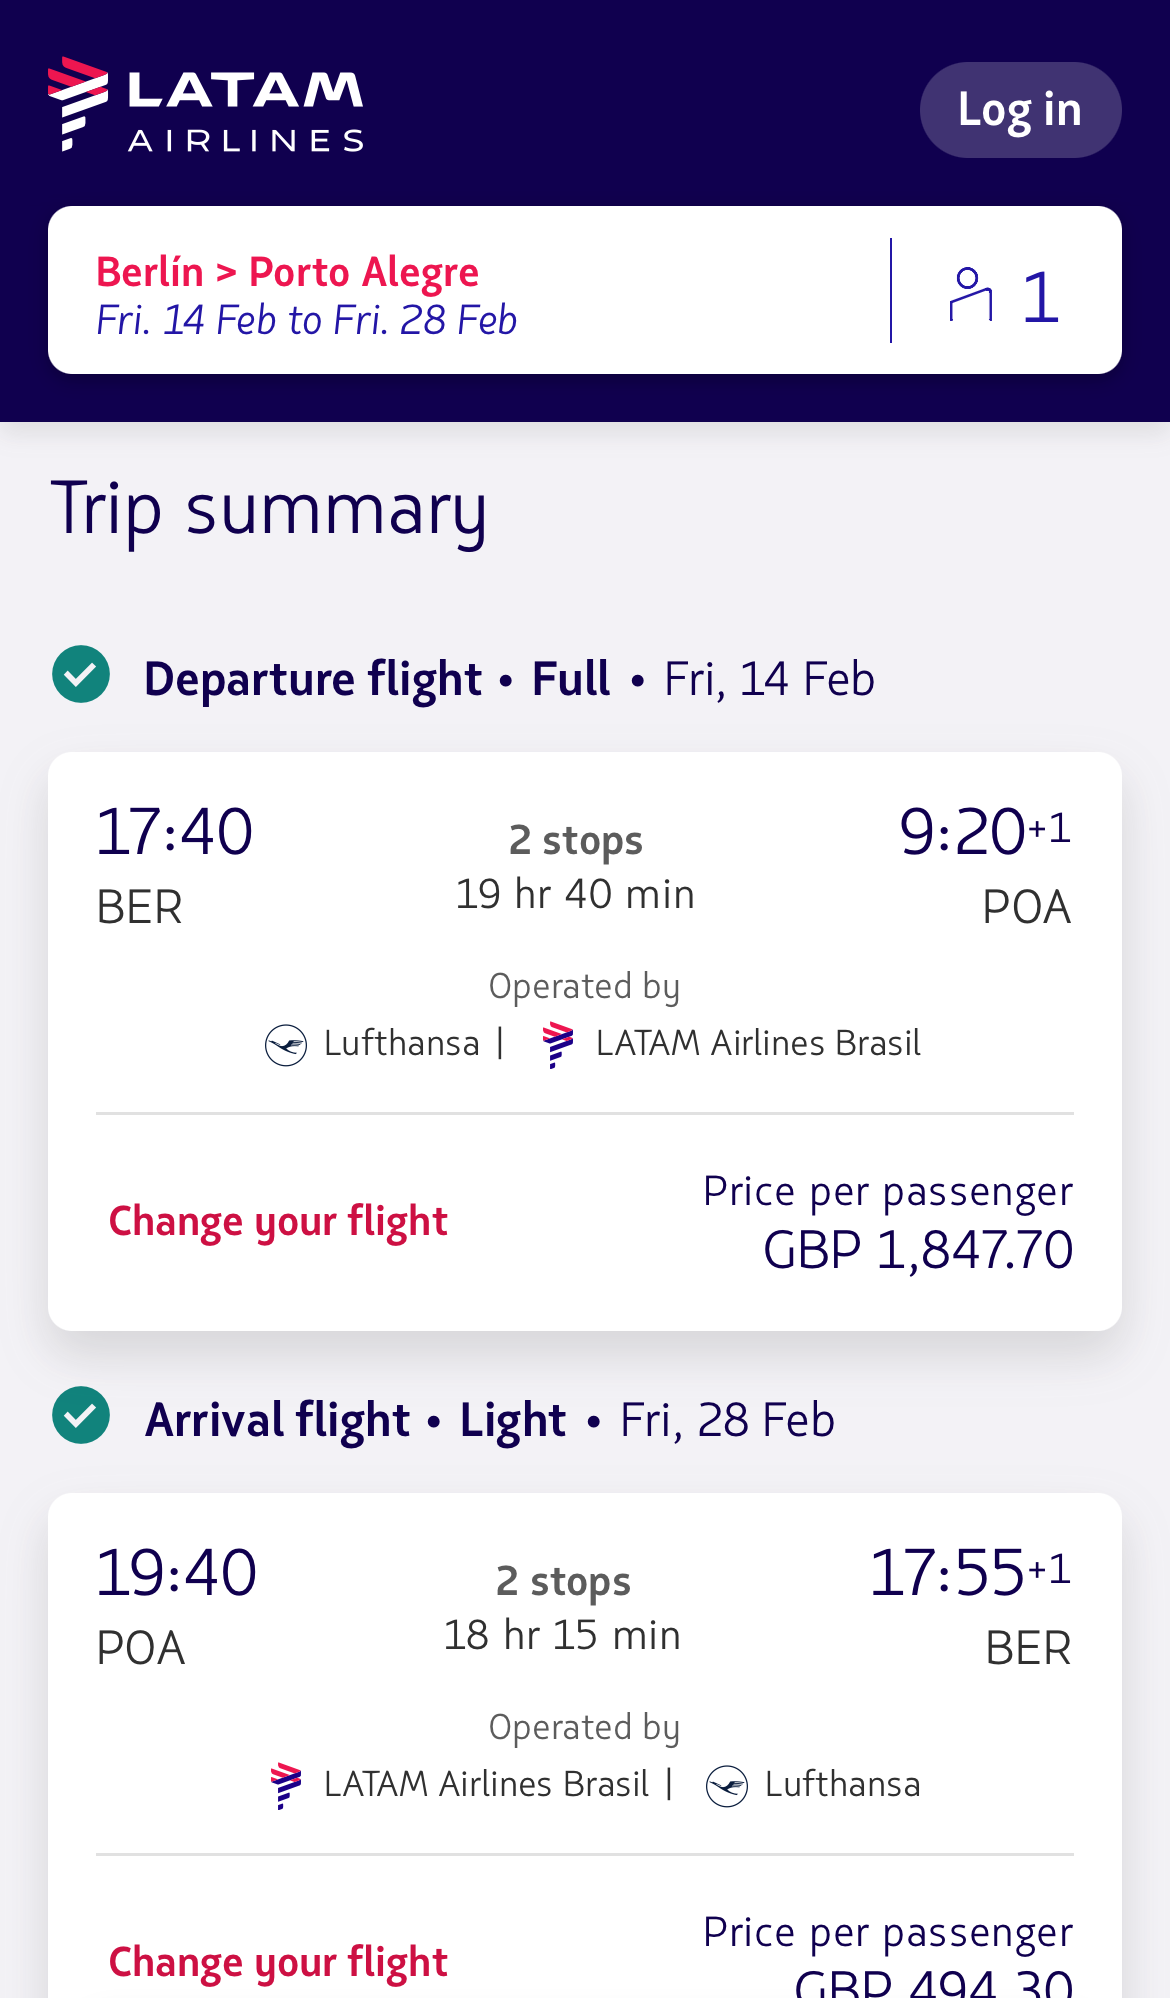 LATAM
AIRLINES
Log in
Berlín > Porto Alegre
Fri. 14 Feb to Fri. 28 Feb
1
Trip summary
Departure flight • Full • Fri, 14 Feb
17:40 2 stops 9:20+1
BER 19 hr 40 min POA
Operated by
Lufthansa | LATAM Airlines Brasil
Change your flight
Price per passenger
GBP 1,847.70
Arrival flight • Light • Fri, 28 Feb
19:40 2 stops 17:55+1
POA 18 hr 15 min BER
Operated by
LATAM Airlines Brasil | Lufthansa
Change your flight
Price per passenger
GBP 494.30